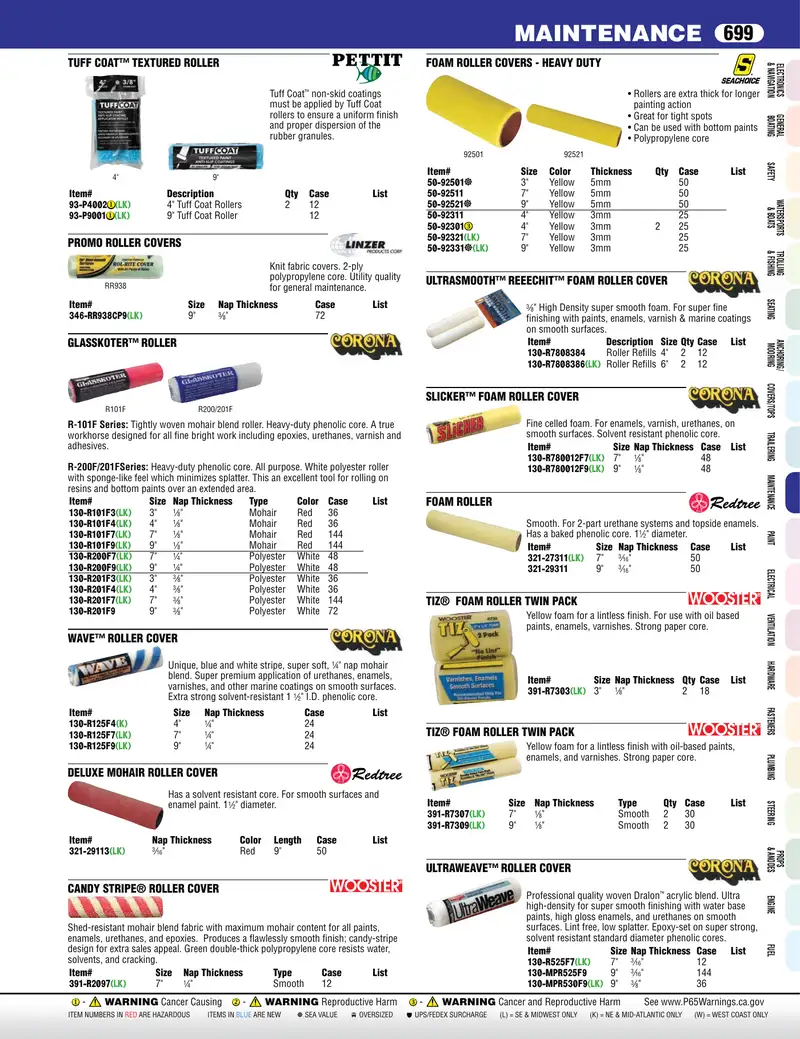 MAINTENANCE 699
TUFF COAT™ TEXTURED ROLLER
PETTIT
4" 3/8"
TUFFCOAT
TUFFCOAT
Tuff Coat™ non-skid coatings
must be applied by Tuff Coat
rollers to ensure a uniform finish
and proper dispersion of the
rubber granules.
4" 9"
Item# Description Qty Case List
93-P4002①(LK) 4" Tuff Coat Rollers 2 12
93-P9001①(LK) 9" Tuff Coat Roller 12
PROMO ROLLER COVERS
LINZER
PRODUCTS CORP
RR938
Knit fabric covers. 2-ply
polypropylene core. Utility quality
for general maintenance.
Item# Size Nap Thickness Case List
346-RR938CP9(LK) 9" ⅜" 72
GLASSKOTER™ ROLLER
CORONA
GLASSKOTER
GLASSKOTER
R101F R200/201F
R-101F Series: Tightly woven mohair blend roller. Heavy-duty phenolic core. A true
workhorse designed for all fine bright work including epoxies, urethanes, varnish and
adhesives.
R-200F/201FSeries: Heavy-duty phenolic core. All purpose. White polyester roller
with sponge-like feel which minimizes splatter. This an excellent tool for rolling on
resins and bottom paints over an extended area.
Item# Size Nap Thickness Type Color Case List
130-R101F3(LK) 3" ⅛" Mohair Red 36
130-R101F4(LK) 4" ⅛" Mohair Red 36
130-R101F7(LK) 7" ⅛" Mohair Red 144
130-R101F9(LK) 9" ⅛" Mohair Red 144
130-R200F7(LK) 7" ¼" Polyester White 48
130-R200F9(LK) 9" ¼" Polyester White 48
130-R201F3(LK) 3" ⅜" Polyester White 36
130-R201F4(LK) 4" ⅜" Polyester White 36
130-R201F7(LK) 7" ⅜" Polyester White 144
130-R201F9 9" ⅜" Polyester White 72
WAVE™ ROLLER COVER
CORONA
WAVE
Unique, blue and white stripe, super soft, ¼" nap mohair
blend. Super premium application of urethanes, enamels,
varnishes, and other marine coatings on smooth surfaces.
Extra strong solvent-resistant 1 ½" I.D. phenolic core.
Item# Size Nap Thickness Case List
130-R125F4(K) 4" ¼" 24
130-R125F7(LK) 7" ¼" 24
130-R125F9(LK) 9" ¼" 24
DELUXE MOHAIR ROLLER COVER
Redtree
Has a solvent resistant core. For smooth surfaces and
enamel paint. 1½" diameter.
Item# Nap Thickness Color Length Case List
321-29113(LK) 3⁄16" Red 9" 50
CANDY STRIPE® ROLLER COVER
WOOSTER
Shed-resistant mohair blend fabric with maximum mohair content for all paints,
enamels, urethanes, and epoxies. Produces a flawlessly smooth finish; candy-stripe
design for extra sales appeal. Green double-thick polypropylene core resists water,
solvents, and cracking.
Item# Size Nap Thickness Type Case List
391-R2097(LK) 7" ¼" Smooth 12
FOAM ROLLER COVERS - HEAVY DUTY
SEACHOICE
• Rollers are extra thick for longer
painting action
• Great for tight spots
• Can be used with bottom paints
• Polypropylene core
92501 92521
Item# Size Color Thickness Qty Case List
50-92501 3" Yellow 5mm 50
50-92511 7" Yellow 5mm 50
50-92521 9" Yellow 5mm 50
50-92311 4" Yellow 3mm 25
50-92301③ 4" Yellow 3mm 2 25
50-92321(LK) 7" Yellow 3mm 25
50-92331(LK) 9" Yellow 3mm 25
ULTRASMOOTH™ REEECHIT™ FOAM ROLLER COVER
CORONA
⅜" High Density super smooth foam. For super fine
finishing with paints, enamels, varnish & marine coatings
on smooth surfaces.
Item# Description Size Qty Case List
130-R7808384 Roller Refills 4" 2 12
130-R7808386(LK) Roller Refills 6" 2 12
SLICKER™ FOAM ROLLER COVER
CORONA
SLICKER
Fine celled foam. For enamels, varnish, urethanes, on
smooth surfaces. Solvent resistant phenolic core.
Item# Size Nap Thickness Case List
130-R780012F7(LK) 7" ⅛" 48
130-R780012F9(LK) 9" ⅛" 48
FOAM ROLLER
Redtree
Smooth. For 2-part urethane systems and topside enamels.
Has a baked phenolic core. 1½" diameter.
Item# Size Nap Thickness Case List
321-27311(LK) 7" 3⁄16" 50
321-29311 9" 3⁄16" 50
TIZ® FOAM ROLLER TWIN PACK
WOOSTER
TIZ
2 Pack
"No Lint"
Finish
Varnishes, Enamels
Smooth Surfaces
Yellow foam for a lintless finish. For use with oil based
paints, enamels, varnishes. Strong paper core.
Item# Size Nap Thickness Qty Case List
391-R7303(LK) 3" ⅛" 2 18
TIZ® FOAM ROLLER TWIN PACK
WOOSTER
Yellow foam for a lintless finish with oil-based paints,
enamels, and varnishes. Strong paper core.
Item# Size Nap Thickness Type Qty Case List
391-R7307(LK) 7" ⅛" Smooth 2 30
391-R7309(LK) 9" ⅛" Smooth 2 30
ULTRAWEAVE™ ROLLER COVER
CORONA
UltraWeave
Professional quality woven Dralon™ acrylic blend. Ultra
high-density for super smooth finishing with water base
paints, high gloss enamels, and urethanes on smooth
surfaces. Lint free, low splatter. Epoxy-set on super strong,
solvent resistant standard diameter phenolic cores.
Item# Size Nap Thickness Case List
130-R525F7(LK) 7" 3⁄16" 12
130-MPR525F9 9" 3⁄16" 144
130-MPR530F9(LK) 9" ⅜" 36
ELECTRONICS
& NAVIGATION
GENERAL
BOATING
SAFETY
WATERSPORTS
& BOATS
TROLLING
& FISHING
SEATING
ANCHORING/
MOORING
COVERS/TOPS
TRAILERING
MAINTENANCE
PAINT
ELECTRICAL
VENTILATION
HARDWARE
FASTENERS
PLUMBING
STEERING
PROPS
& ANODES
ENGINE
FUEL
① - WARNING Cancer Causing ② - WARNING Reproductive Harm ③ - WARNING Cancer and Reproductive Harm See www.P65Warnings.ca.gov
ITEM NUMBERS IN RED ARE HAZARDOUS ITEMS IN BLUE ARE NEW SEA VALUE OVERSIZED UPS/FEDEX SURCHARGE (L) = SE & MIDWEST ONLY (K) = NE & MID-ATLANTIC ONLY (W) = WEST COAST ONLY